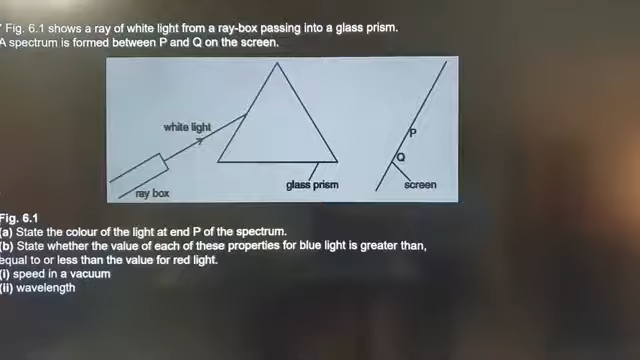 Fig. 6.1 shows a ray of white light from a ray-box passing into a glass prism.
A spectrum is formed between P and Q on the screen.
white light
P
Q
glass prism
screen
ray box
Fig. 6.1
(a) State the colour of the light at end P of the spectrum.
(b) State whether the value of each of these properties for blue light is greater than,
equal to or less than the value for red light.
(i) speed in a vacuum
(ii) wavelength